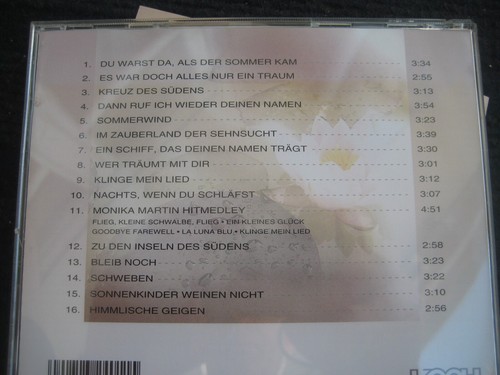 1. DU WARST DA, ALS DER SOMMER KAM 3:34
2. ES WAR DOCH ALLES NUR EIN TRAUM 2:55
3. KREUZ DES SÜDENS 3:13
4. DANN RUF ICH WIEDER DEINEN NAMEN 3:54
5. SOMMERWIND 3:23
6. IM ZAUBERLAND DER SEHNSUCHT 3:39
7. EIN SCHIFF, DAS DEINEN NAMEN TRÄGT 3:30
8. WER TRÄUMT MIT DIR 3:01
9. KLINGE MEIN LIED 3:12
10. NACHTS, WENN DU SCHLÄFST 3:07
11. MONIKA MARTIN HITMEDLEY 4:51
FLIEG, KLEINE SCHWALBE, FLIEG • EIN KLEINES GLÜCK
GOODBYE FAREWELL • LA LUNA BLU • KLINGE MEIN LIED
12. ZU DEN INSELN DES SÜDENS 2:58
13. BLEIB NOCH 3:23
14. SCHWEBEN 3:22
15. SONNENKINDER WEINEN NICHT 3:10
16. HIMMLISCHE GEIGEN 2:56